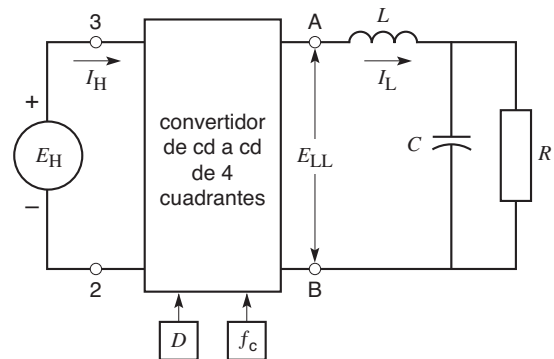 3
A
L
I_H
I_L
+
E_H
−
convertidor
de cd a cd
de 4
cuadrantes
E_LL
C
R
2
B
D
f_c